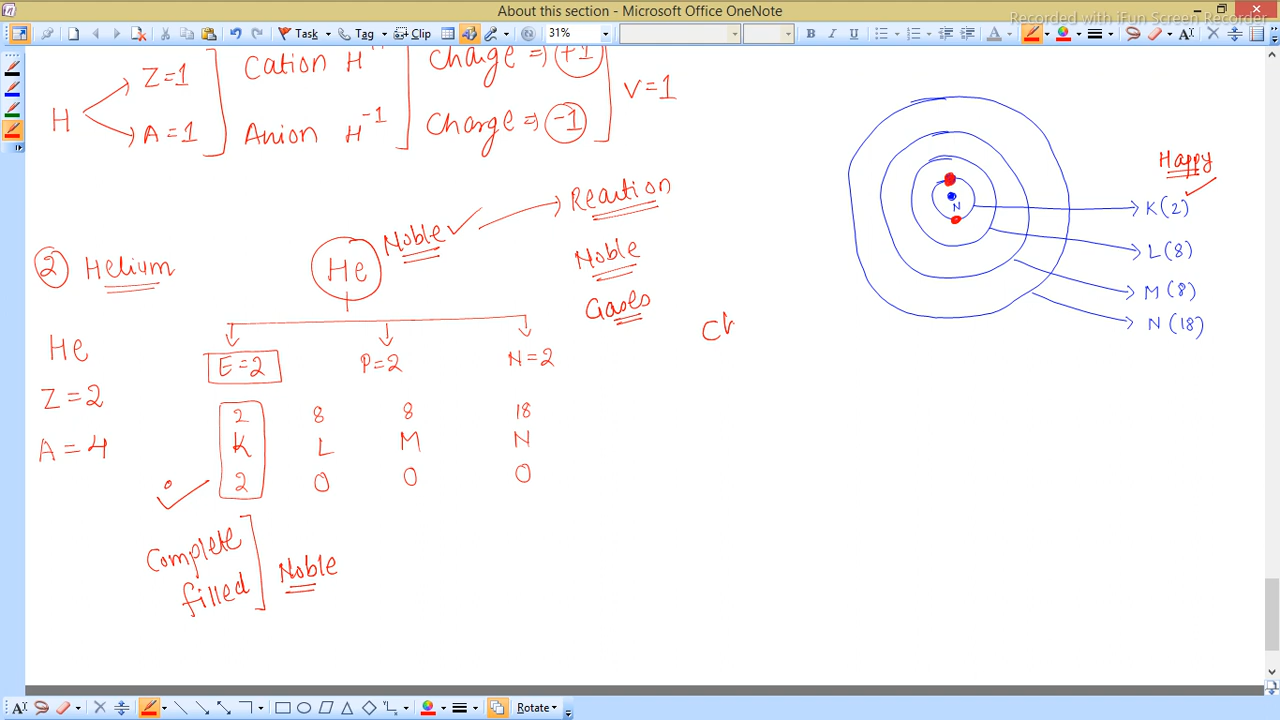 About this section - Microsoft Office OneNote
Recorded with iFun Screen Recorder
Task Tag Clip 31% B I U
H Z=1 Cation Charge => +1
A=1 Anion H⁻¹ Charge => -1
V=1
② Helium
He Noble ✓ → Reaction
Noble
Gases
He
Z=2
A=4
E=2 P=2 N=2
2 8 8 18
K L M N
2 0 0 0
Complete
filled
Noble
N
Happy
K(2) ✓
L(8)
M(8)
N(18)
Rotate